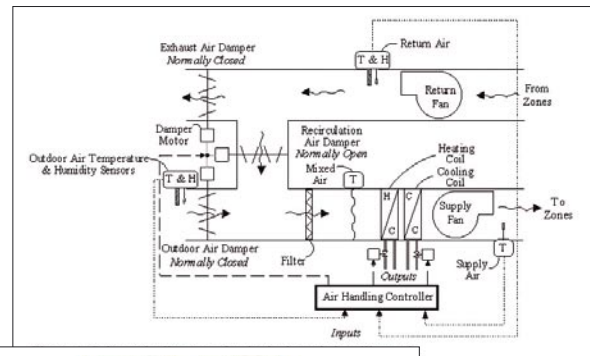 Exhaust Air Damper
Normally Closed
T & H
Return Air
Return
Fan
From
Zones
Damper
Motor
Recirculation
Air Damper
Normally Open
Heating
Coil
Cooling
Coil
Outdoor Air Temperature
& Humidity Sensors
Mixed
Air
T & H
T
H
C
C
C
Supply
Fan
To
Zones
Outdoor Air Damper
Normally Closed
Filter
T
Supply
Air
Outputs
Air Handling Controller
Inputs